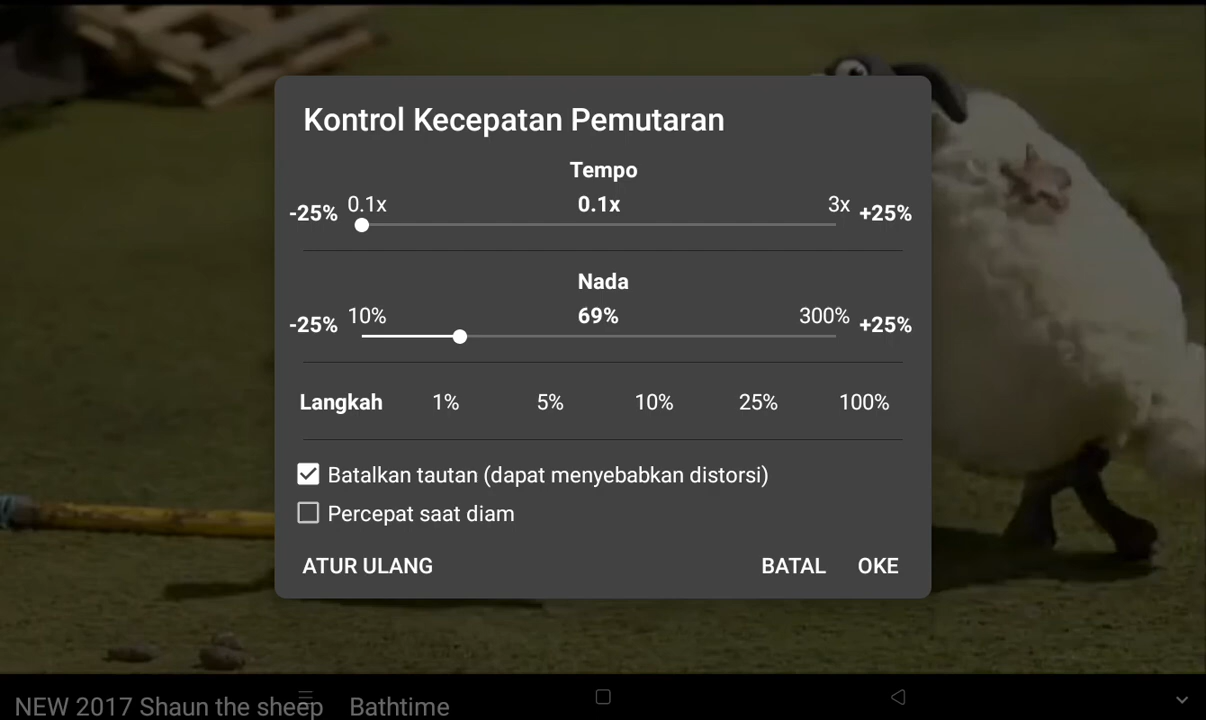 Kontrol Kecepatan Pemutaran
Tempo
-25% 0.1x 0.1x 3x +25%
Nada
-25% 10% 69% 300% +25%
Langkah 1% 5% 10% 25% 100%
Batalkan tautan (dapat menyebabkan distorsi)
Percepat saat diam
ATUR ULANG BATAL OKE
NEW 2017 Shaun the sheep Bathtime